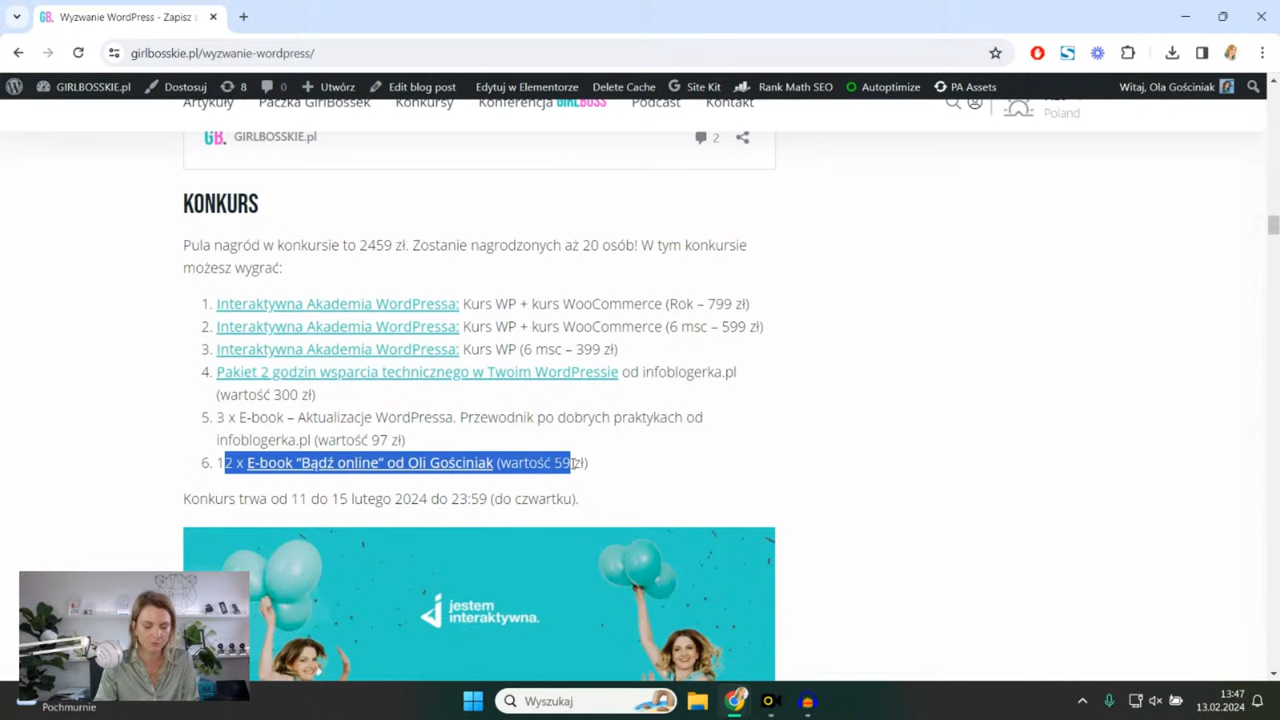 GB. Wyzwanie WordPress - Zapisz s
girlbosskie.pl/wyzwanie-wordpress/
GIRLBOSSKIE.pl Dostosuj 8 0 Utwórz Edit blog post Edytuj w Elementorze Delete Cache Site Kit Rank Math SEO Autoptimize PA Assets Witaj, Ola Gościniak
Artykuły Paczka GirlBossek Konkursy Konferencja GIRLBOSS Podcast Kontakt
Poland
GB. GIRLBOSSKIE.pl 2
KONKURS
Pula nagród w konkursie to 2459 zł. Zostanie nagrodzonych aż 20 osób! W tym konkursie
możesz wygrać:
1. Interaktywna Akademia WordPressa: Kurs WP + kurs WooCommerce (Rok – 799 zł)
2. Interaktywna Akademia WordPressa: Kurs WP + kurs WooCommerce (6 msc – 599 zł)
3. Interaktywna Akademia WordPressa: Kurs WP (6 msc – 399 zł)
4. Pakiet 2 godzin wsparcia technicznego w Twoim WordPressie od infoblogerka.pl
(wartość 300 zł)
5. 3 x E-book – Aktualizacje WordPressa. Przewodnik po dobrych praktykach od
infoblogerka.pl (wartość 97 zł)
6. 12 x E-book “Bądź online” od Oli Gościniak (wartość 59 zł)
Konkurs trwa od 11 do 15 lutego 2024 do 23:59 (do czwartku).
jestem
interaktywna.
Pochmurnie
Wyszukaj
13:47
13.02.2024